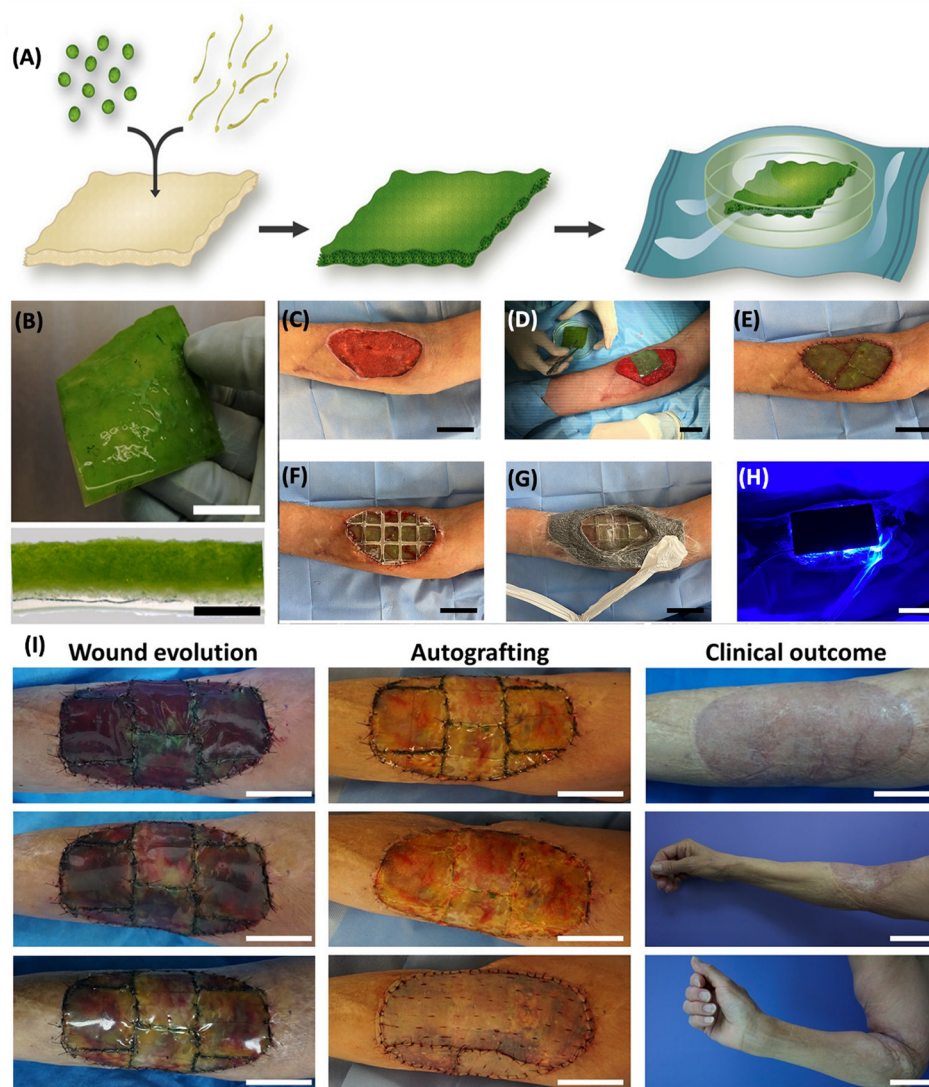 (A)
(B)
(C)
(D)
(E)
(F)
(G)
(H)
(I)
Wound evolution
Autografting
Clinical outcome